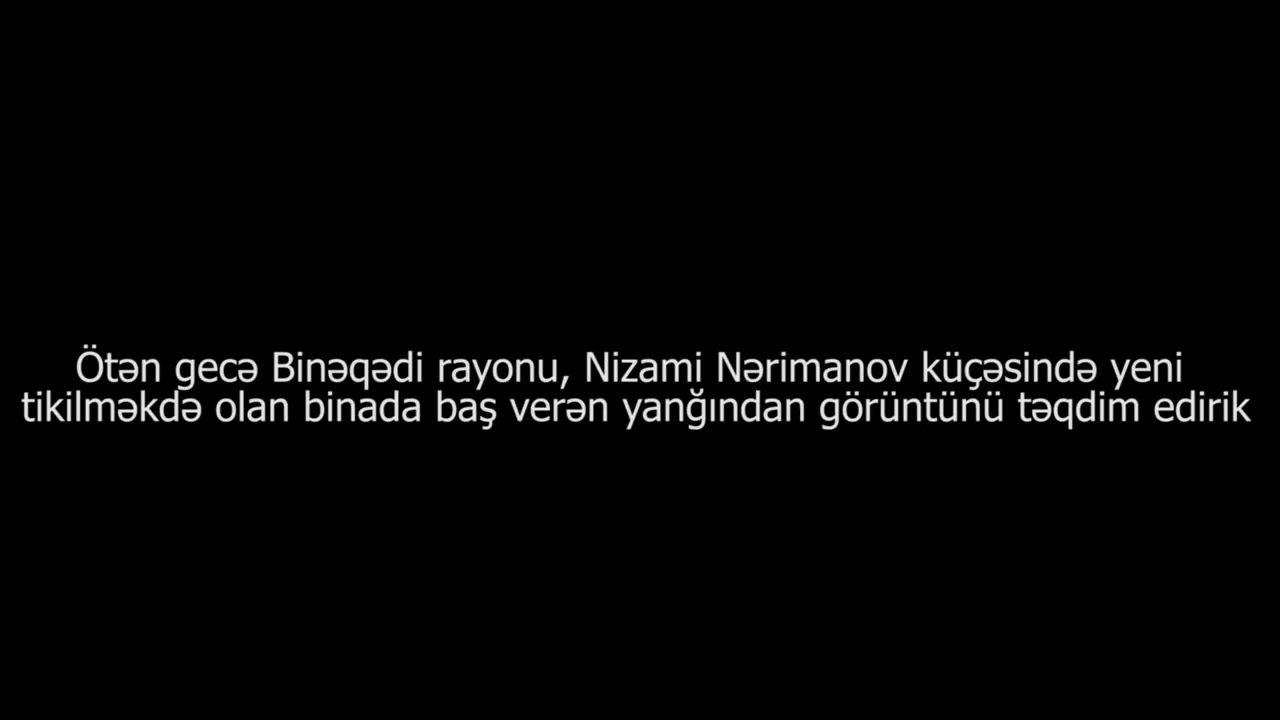 Ötən gecə Binəqədi rayonu, Nizami Nərimanov küçəsində yeni
tikilməkdə olan binada baş verən yanğından görüntünü təqdim edirik